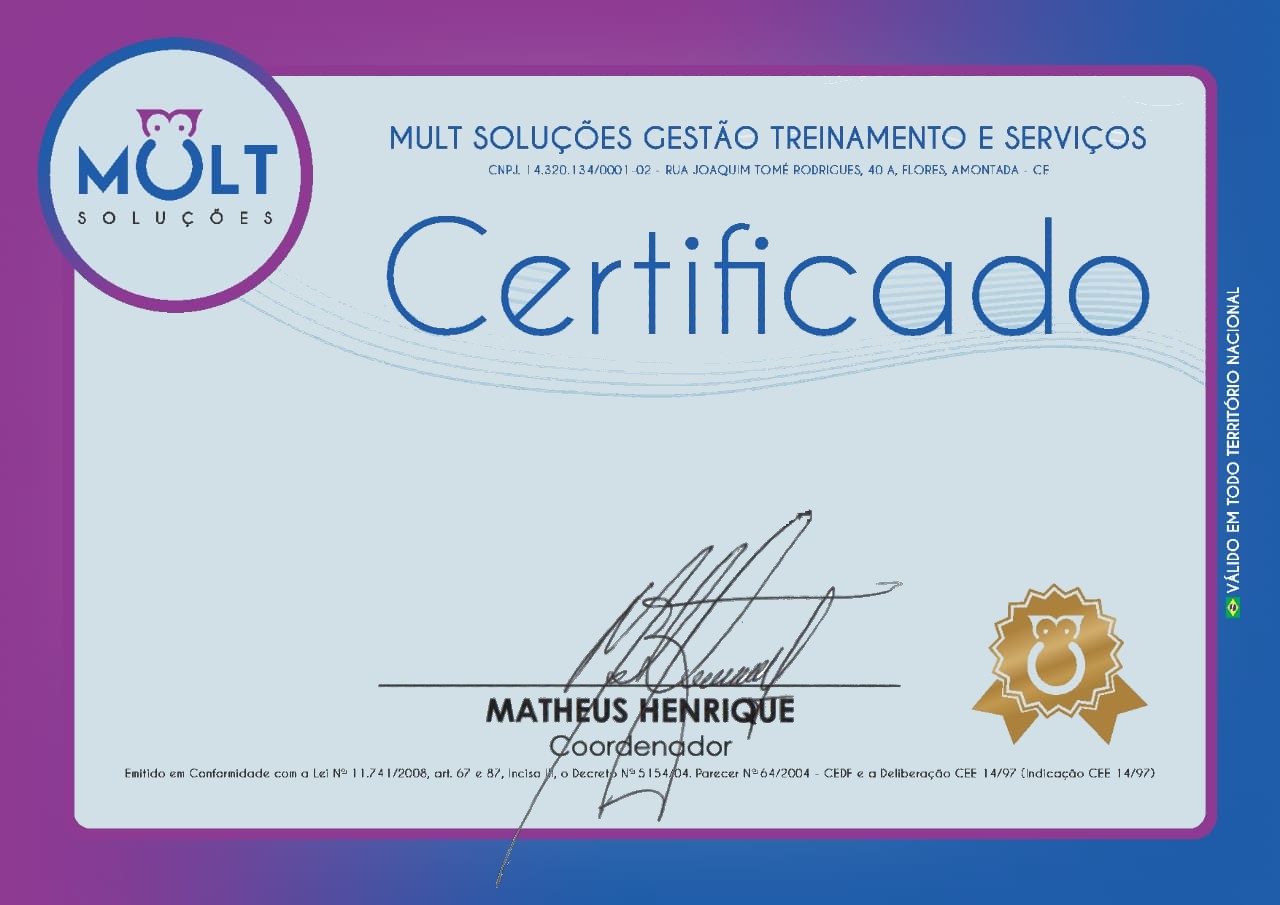 MULT
SOLUÇÕES
MULT SOLUÇÕES GESTÃO TREINAMENTO E SERVIÇOS
CNPJ. 14.320.134/0001-02 - RUA JOAQUIM TOMÉ RODRIGUES, 40 A, FLORES, AMONTADA - CE
Certificado
VÁLIDO EM TODO TERRITÓRIO NACIONAL
MATHEUS HENRIQUE
Coordenador
Emitido em Conformidade com a Lei Nº 11.741/2008, art. 67 e 87, Incisa III, o Decreto Nº 5154/04. Parecer Nº 64/2004 - CEDF e a Deliberação CEE 14/97 (Indicação CEE 14/97)